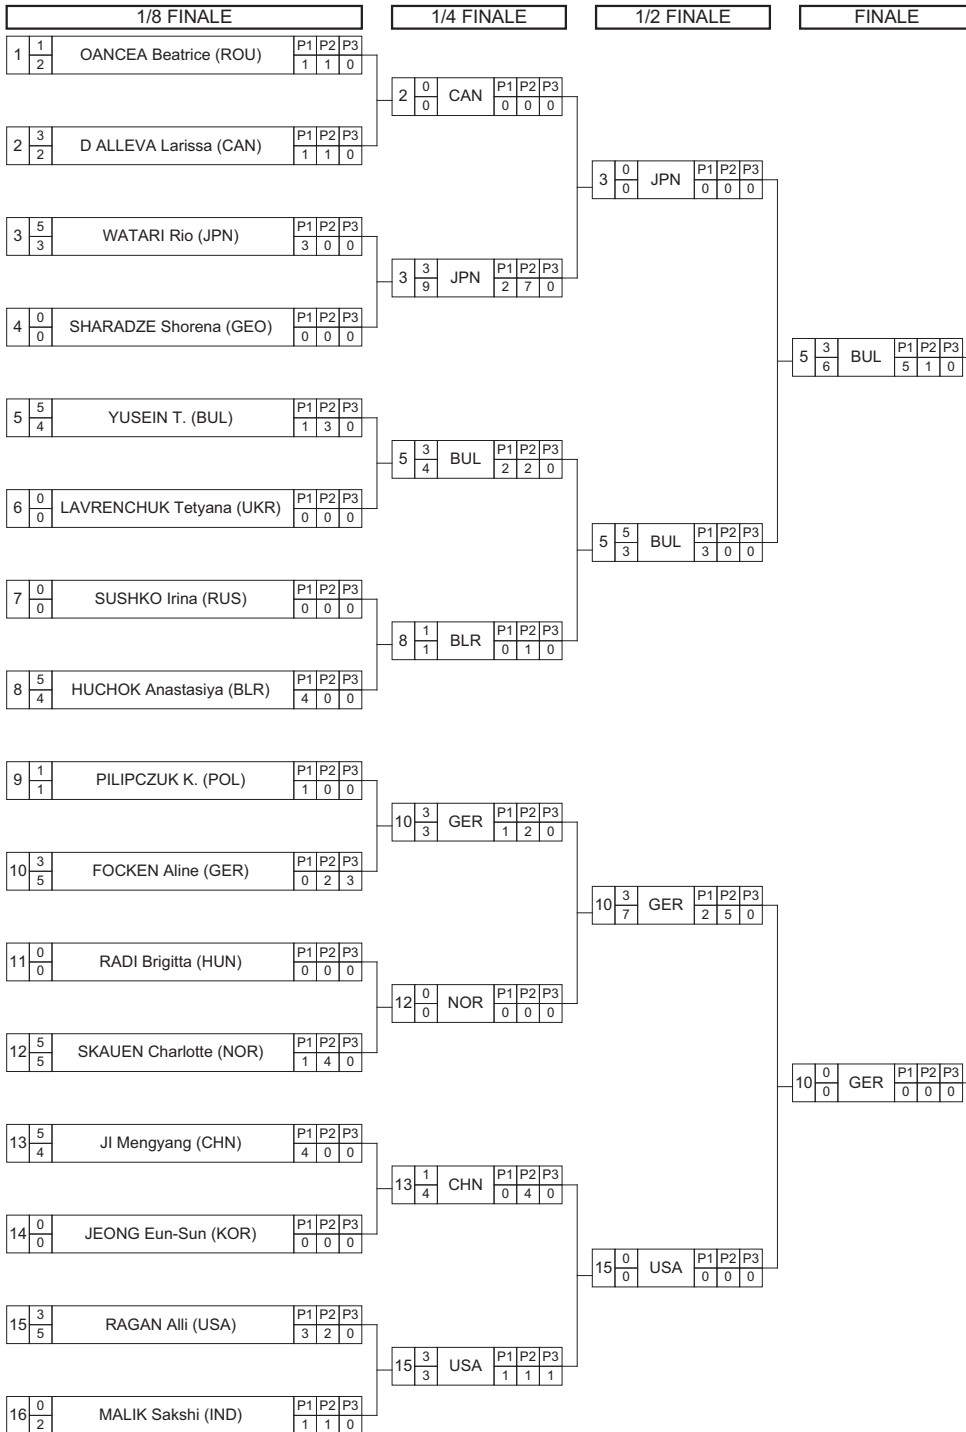 1/8 FINALE 1/4 FINALE 1/2 FINALE FINALE
1 1 2 OANCEA Beatrice (ROU) P1 P2 P3 1 1 0
2 0 0 CAN P1 P2 P3 0 0 0
2 3 2 D ALLEVA Larissa (CAN) P1 P2 P3 1 1 0
3 0 0 JPN P1 P2 P3 0 0 0
3 5 3 WATARI Rio (JPN) P1 P2 P3 3 0 0
3 3 9 JPN P1 P2 P3 2 7 0
4 0 0 SHARADZE Shorena (GEO) P1 P2 P3 0 0 0
5 3 6 BUL P1 P2 P3 5 1 0
5 5 4 YUSEIN T. (BUL) P1 P2 P3 1 3 0
5 3 4 BUL P1 P2 P3 2 2 0
6 0 0 LAVRENCHUK Tetyana (UKR) P1 P2 P3 0 0 0
5 5 3 BUL P1 P2 P3 3 0 0
7 0 0 SUSHKO Irina (RUS) P1 P2 P3 0 0 0
8 1 1 BLR P1 P2 P3 0 1 0
8 5 4 HUCHOK Anastasiya (BLR) P1 P2 P3 4 0 0
9 1 1 PILIPCZUK K. (POL) P1 P2 P3 1 0 0
10 3 3 GER P1 P2 P3 1 2 0
10 3 5 FOCKEN Aline (GER) P1 P2 P3 0 2 3
10 3 7 GER P1 P2 P3 2 5 0
11 0 0 RADI Brigitta (HUN) P1 P2 P3 0 0 0
12 0 0 NOR P1 P2 P3 0 0 0
12 5 5 SKAUEN Charlotte (NOR) P1 P2 P3 1 4 0
10 0 0 GER P1 P2 P3 0 0 0
13 5 4 JI Mengyang (CHN) P1 P2 P3 4 0 0
13 1 4 CHN P1 P2 P3 0 4 0
14 0 0 JEONG Eun-Sun (KOR) P1 P2 P3 0 0 0
15 0 0 USA P1 P2 P3 0 0 0
15 3 5 RAGAN Alli (USA) P1 P2 P3 3 2 0
15 3 3 USA P1 P2 P3 1 1 1
16 0 2 MALIK Sakshi (IND) P1 P2 P3 1 1 0